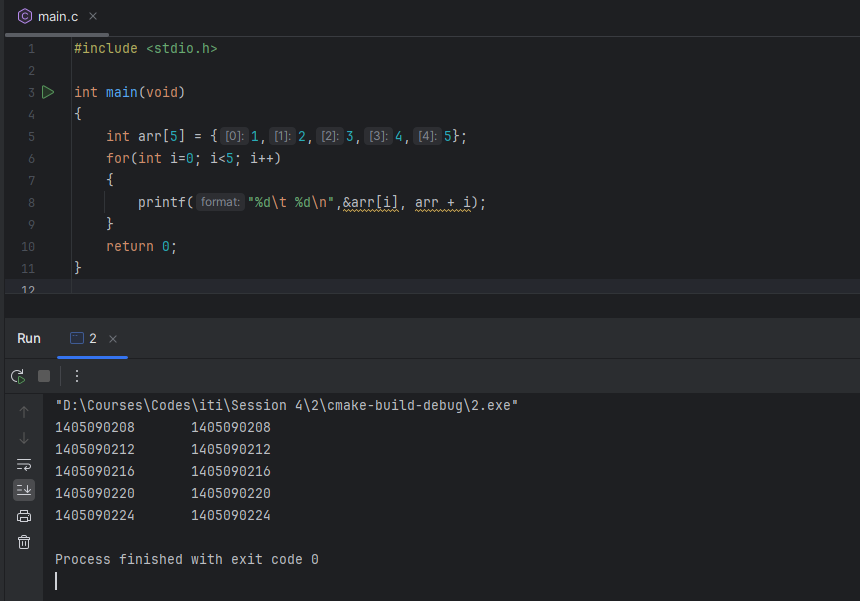 main.c
1 #include <stdio.h>
2
3 int main(void)
4 {
5 int arr[5] = { [0]: 1, [1]: 2, [2]: 3, [3]: 4, [4]: 5};
6 for(int i=0; i<5; i++)
7 {
8 printf( format: "%d\t %d\n",&arr[i], arr + i);
9 }
10 return 0;
11 }
12
Run 2
"D:\Courses\Codes\iti\Session 4\2\cmake-build-debug\2.exe"
1405090208 1405090208
1405090212 1405090212
1405090216 1405090216
1405090220 1405090220
1405090224 1405090224
Process finished with exit code 0